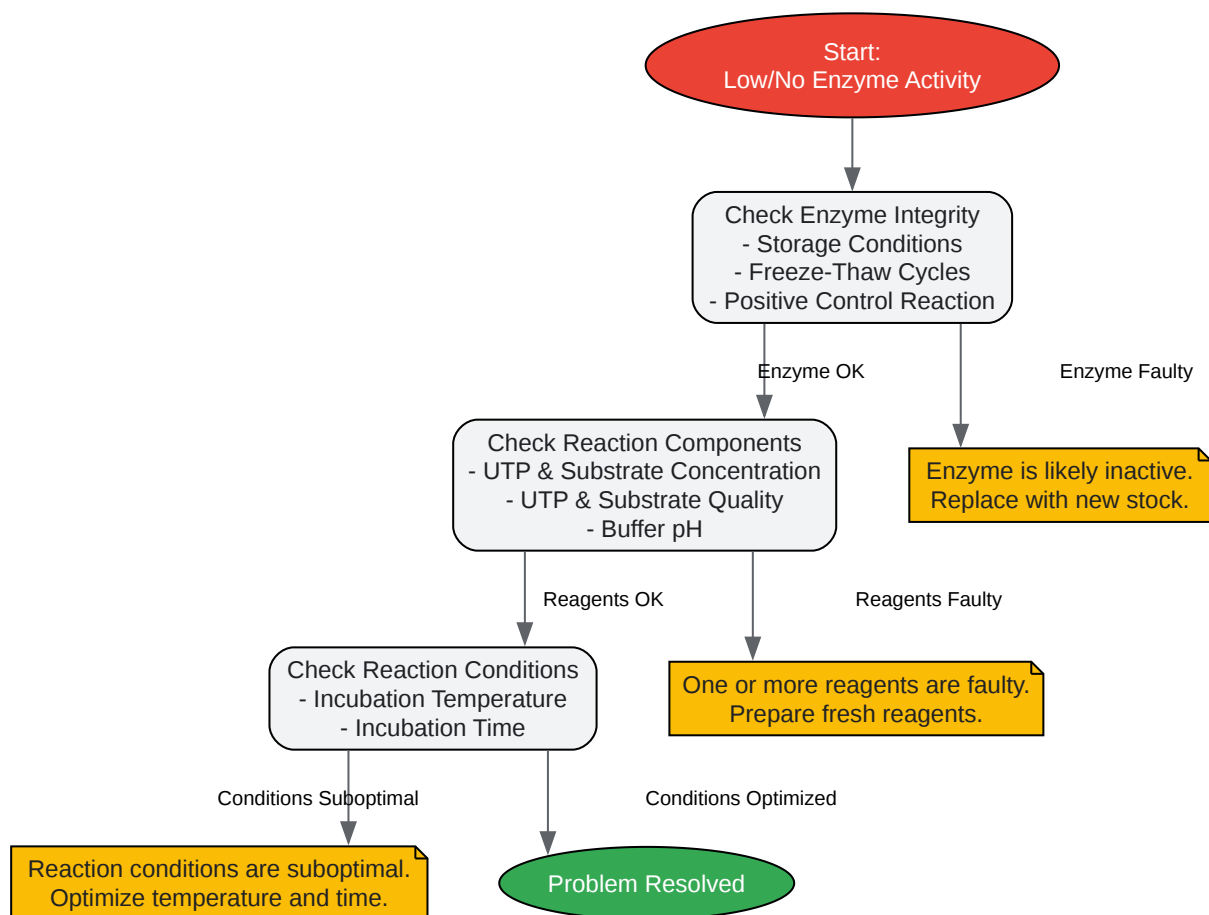 Start:
Low/No Enzyme Activity
Check Enzyme Integrity
- Storage Conditions
- Freeze-Thaw Cycles
- Positive Control Reaction
Enzyme OK
Enzyme Faulty
Check Reaction Components
- UTP & Substrate Concentration
- UTP & Substrate Quality
- Buffer pH
Enzyme is likely inactive.
Replace with new stock.
Reagents OK
Reagents Faulty
Check Reaction Conditions
- Incubation Temperature
- Incubation Time
One or more reagents are faulty.
Prepare fresh reagents.
Conditions Suboptimal
Conditions Optimized
Reaction conditions are suboptimal.
Optimize temperature and time.
Problem Resolved